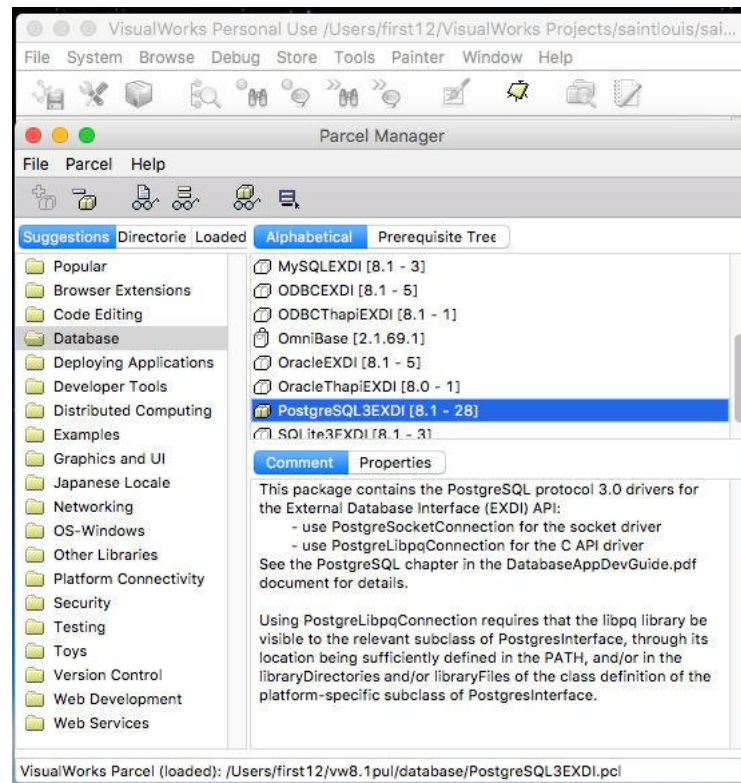 VisualWorks Personal Use /Users/first12/VisualWorks Projects/saintlouis/sai...
File System Browse Debug Store Tools Painter Window Help
Parcel Manager
File Parcel Help
Suggestions Directorie Loaded
Popular
Browser Extensions
Code Editing
Database
Deploying Applications
Developer Tools
Distributed Computing
Examples
Graphics and UI
Japanese Locale
Networking
OS-Windows
Other Libraries
Platform Connectivity
Security
Testing
Toys
Version Control
Web Development
Web Services
Alphabetical Prerequisite Tree
MySQLEXDI [8.1 - 3]
ODBCEXDI [8.1 - 5]
ODBCThapiEXDI [8.1 - 1]
OmniBase [2.1.69.1]
OracleEXDI [8.1 - 5]
OracleThapiEXDI [8.0 - 1]
PostgreSQL3EXDI [8.1 - 28]
SQLite3EXDI [8.1 - 3]
Comment Properties
This package contains the PostgreSQL protocol 3.0 drivers for
the External Database Interface (EXDI) API:
- use PostgreSocketConnection for the socket driver
- use PostgreLibpqConnection for the C API driver
See the PostgreSQL chapter in the DatabaseAppDevGuide.pdf
document for details.
Using PostgreLibpqConnection requires that the libpq library be
visible to the relevant subclass of PostgresInterface, through its
location being sufficiently defined in the PATH, and/or in the
libraryDirectories and/or libraryFiles of the class definition of the
platform-specific subclass of PostgresInterface.
VisualWorks Parcel (loaded): /Users/first12/vw8.1pul/database/PostgreSQL3EXDI.pcl